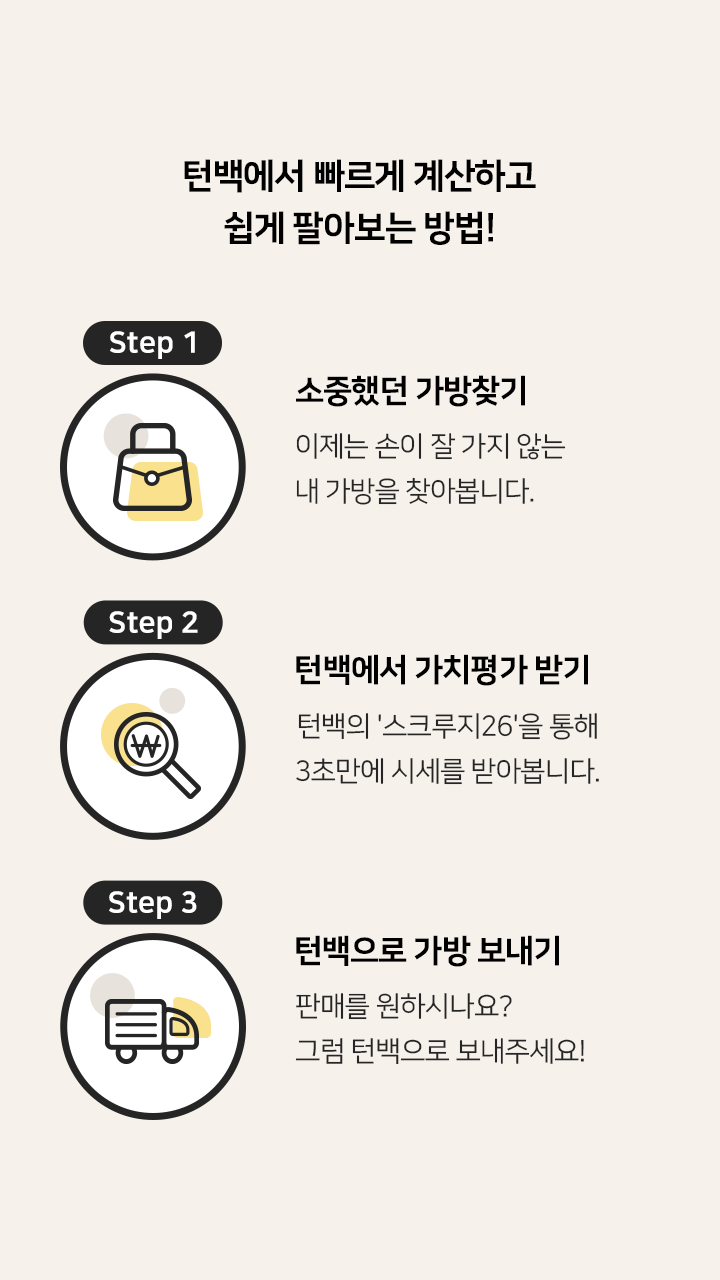 턴백에서 빠르게 계산하고
쉽게 팔아보는 방법!
Step 1
소중했던 가방찾기
이제는 손이 잘 가지 않는
내 가방을 찾아봅니다.
Step 2
턴백에서 가치평가 받기
턴백의 '스크루지26'을 통해
3초만에 시세를 받아봅니다.
₩
Step 3
턴백으로 가방 보내기
판매를 원하시나요?
그럼 턴백으로 보내주세요!